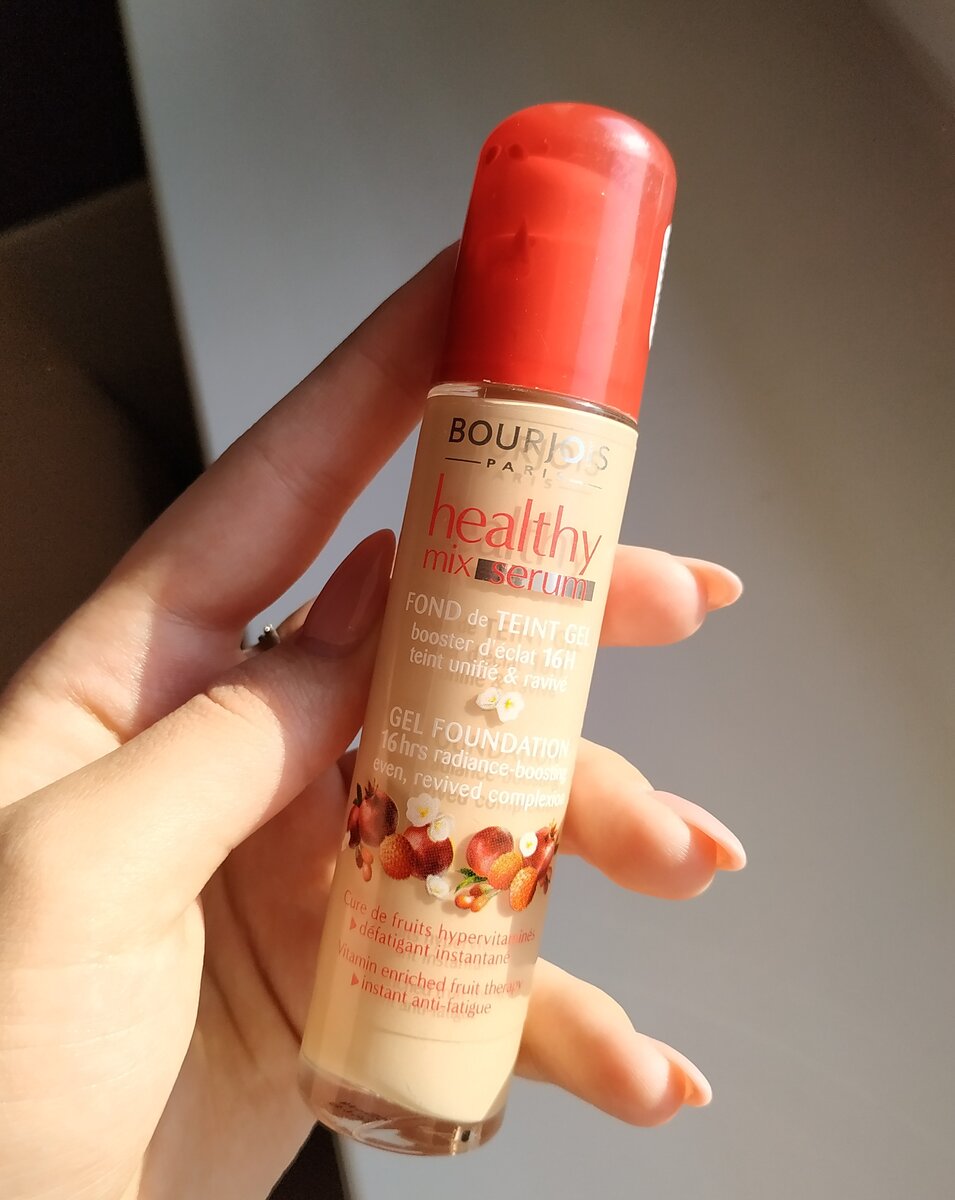 BOURJOIS
PARIS
healthy
mix serum
FOND de TEINT GEL
booster d'éclat 16H
teint unifié & ravivé
GEL FOUNDATION
16hrs radiance-boosting
even, revived complexion
Cure de fruits hypervitaminés
▶défatigant instantané
Vitamin enriched fruit therapy
▶instant anti-fatigue